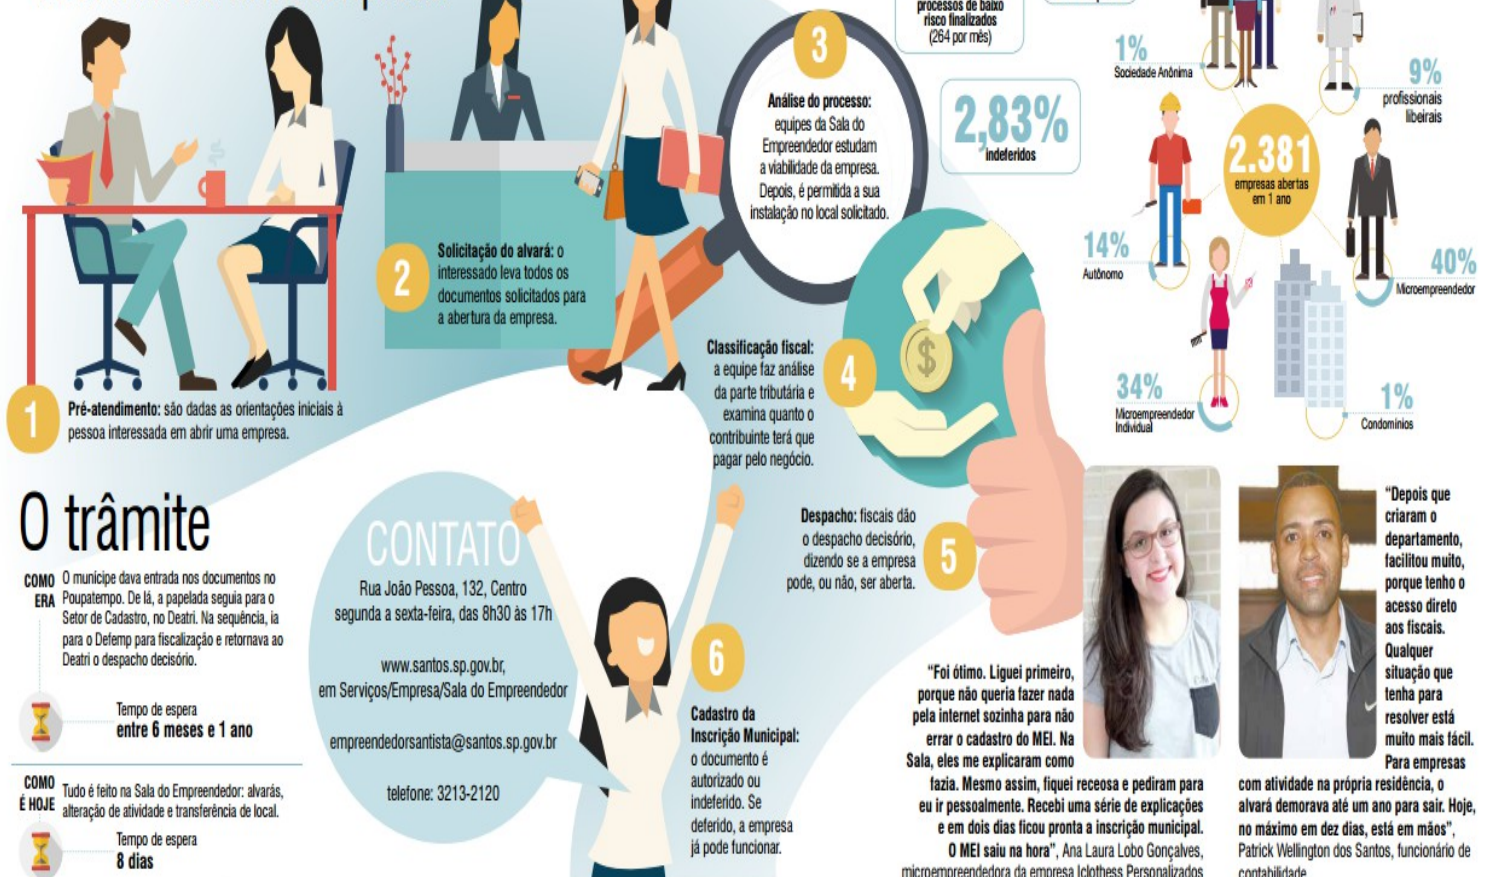 processos de baixo
risco finalizados
(264 por mês)
2,83%
indeferidos
1%
Sociedade Anônima
9%
profissionais
liberais
2.381
empresas abertas
em 1 ano
14%
Autônomo
40%
Microempreendedor
34%
Microempreendedor
Individual
1%
Condomínios
1
Pré-atendimento: são dadas as orientações iniciais à
pessoa interessada em abrir uma empresa.
2
Solicitação do alvará: o
interessado leva todos os
documentos solicitados para
a abertura da empresa.
3
Análise do processo:
equipes da Sala do
Empreendedor estudam
a viabilidade da empresa.
Depois, é permitida a sua
instalação no local solicitado.
Classificação fiscal:
a equipe faz análise
da parte tributária e
examina quanto o
contribuinte terá que
pagar pelo negócio.
4
$
Despacho: fiscais dão
o despacho decisório,
dizendo se a empresa
pode, ou não, ser aberta.
5
6
Cadastro da
Inscrição Municipal:
o documento é
autorizado ou
indeferido. Se
deferido, a empresa
já pode funcionar.
O trâmite
COMO
ERA
O munícipe dava entrada nos documentos no
Poupatempo. De lá, a papelada seguia para o
Setor de Cadastro, no Deatri. Na sequência, ia
para o Defemp para fiscalização e retornava ao
Deatri o despacho decisório.
Tempo de espera
entre 6 meses e 1 ano
COMO
É HOJE
Tudo é feito na Sala do Empreendedor: alvarás,
alteração de atividade e transferência de local.
Tempo de espera
8 dias
CONTATO
Rua João Pessoa, 132, Centro
segunda a sexta-feira, das 8h30 às 17h
www.santos.sp.gov.br,
em Serviços/Empresa/Sala do Empreendedor
empreendedorsantista@santos.sp.gov.br
telefone: 3213-2120
“Foi ótimo. Liguei primeiro,
porque não queria fazer nada
pela internet sozinha para não
errar o cadastro do MEI. Na
Sala, eles me explicaram como
fazia. Mesmo assim, fiquei receosa e pediram para
eu ir pessoalmente. Recebi uma série de explicações
e em dois dias ficou pronta a inscrição municipal.
O MEI saiu na hora”, Ana Laura Lobo Gonçalves,
microempreendedora da empresa Iclothess Personalizados
“Depois que
criaram o
departamento,
facilitou muito,
porque tenho o
acesso direto
aos fiscais.
Qualquer
situação que
tenha para
resolver está
muito mais fácil.
Para empresas
com atividade na própria residência, o
alvará demorava até um ano para sair. Hoje,
no máximo em dez dias, está em mãos”,
Patrick Wellington dos Santos, funcionário de
contabilidade